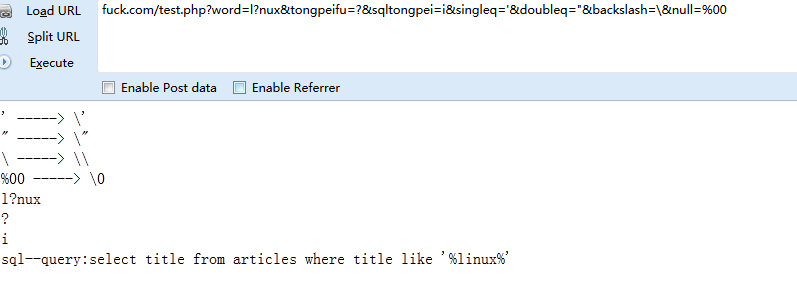 Load URL
fuck.com/test.php?word=l?nux&tongpeifu=?&sqltongpei=i&singleq='&doubleq="&backslash=\&null=%00
Split URL
Execute
Enable Post data Enable Referrer
' -----> \'
" -----> \"
\ -----> \\
%00 -----> \0
l?nux
?
i
sql--query:select title from articles where title like '%linux%'